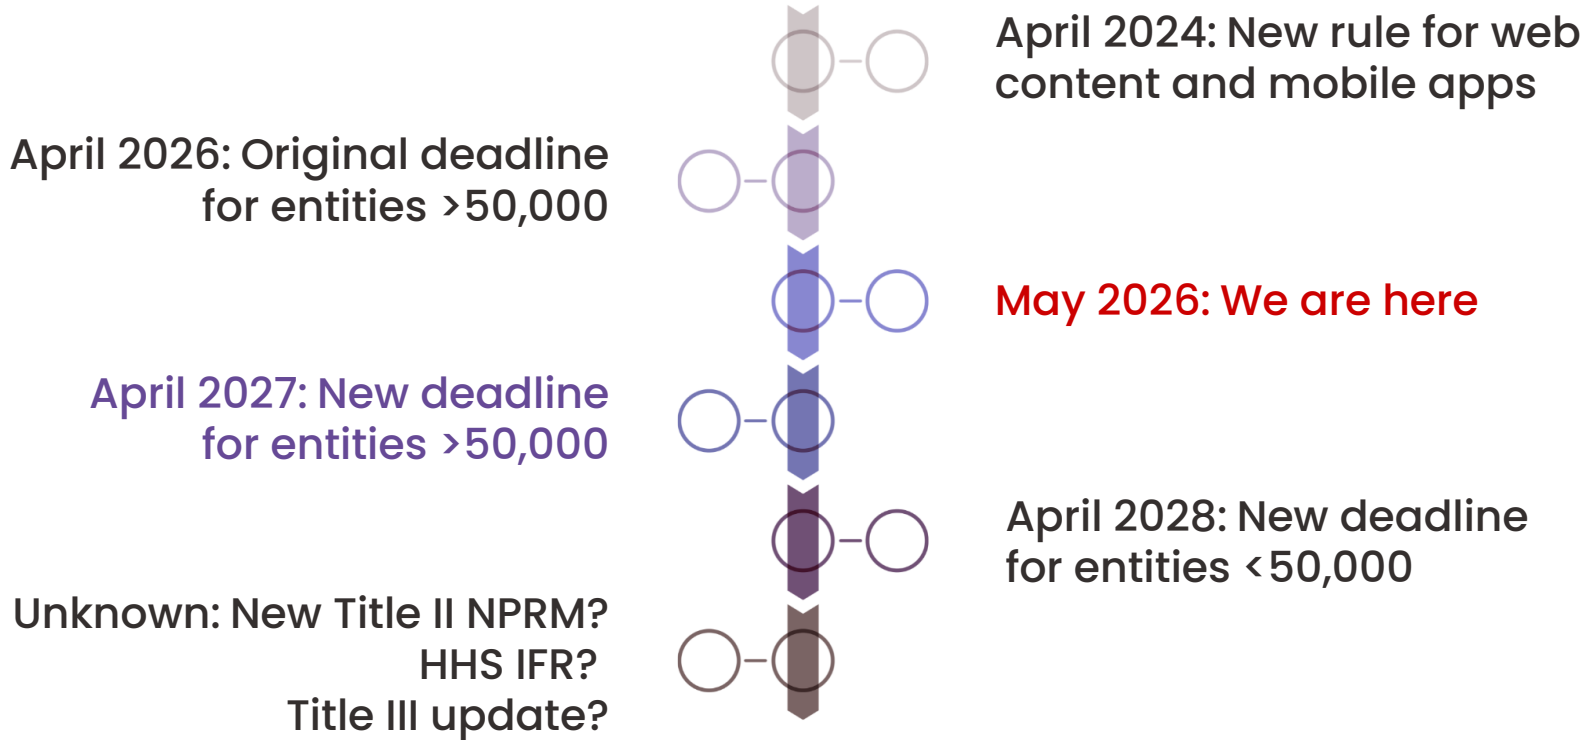 April 2024: New rule for web
content and mobile apps
April 2026: Original deadline
for entities >50,000
May 2026: We are here
April 2027: New deadline
for entities >50,000
April 2028: New deadline
for entities <50,000
Unknown: New Title II NPRM?
HHS IFR?
Title III update?